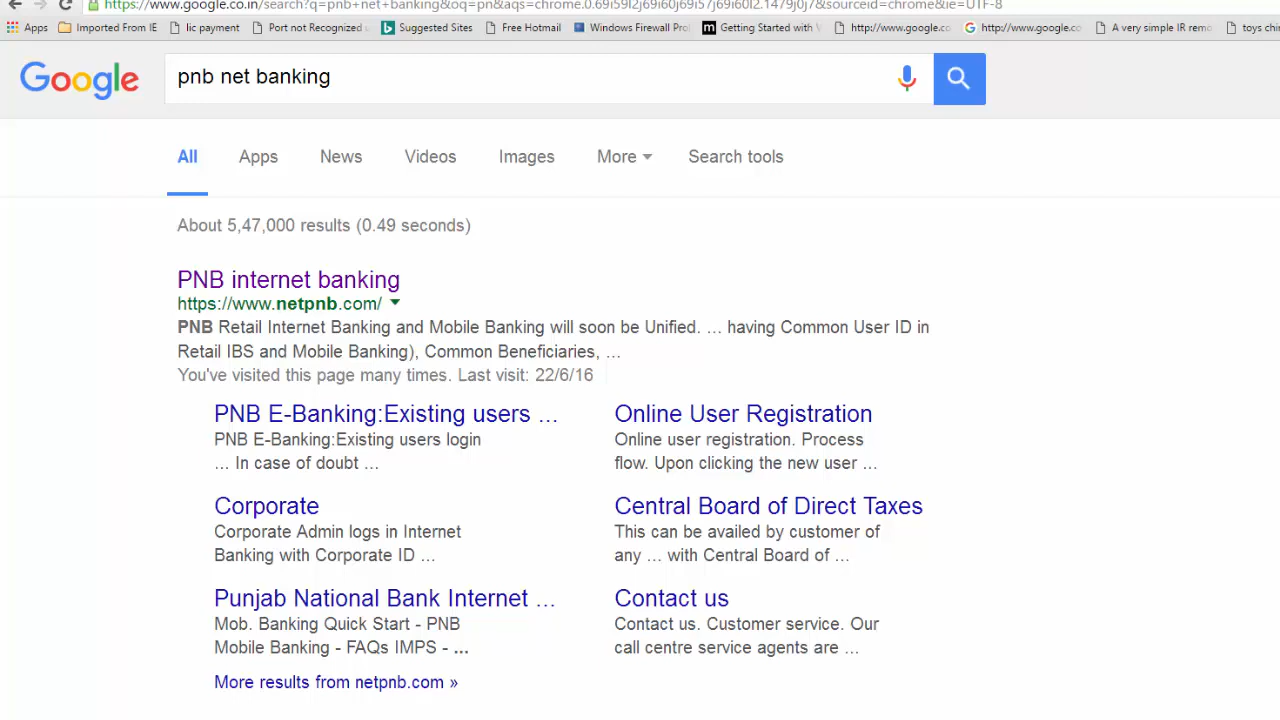 https://www.google.co.in/search?q=pnb+net+banking&oq=pn&aqs=chrome.0.69i59l2j69i60j69i57j69i60l2.1479j0j7&sourceid=chrome&ie=UTF-8
Apps Imported From IE lic payment Port not Recognized Suggested Sites Free Hotmail Windows Firewall Pro Getting Started with http://www.google.co http://www.google.co A very simple IR remo toys chi
Google pnb net banking
All Apps News Videos Images More Search tools
About 5,47,000 results (0.49 seconds)
PNB internet banking
https://www.netpnb.com/
PNB Retail Internet Banking and Mobile Banking will soon be Unified. ... having Common User ID in
Retail IBS and Mobile Banking), Common Beneficiaries, ...
You've visited this page many times. Last visit: 22/6/16
PNB E-Banking:Existing users ...
PNB E-Banking:Existing users login
... In case of doubt ...
Online User Registration
Online user registration. Process
flow. Upon clicking the new user ...
Corporate
Corporate Admin logs in Internet
Banking with Corporate ID ...
Central Board of Direct Taxes
This can be availed by customer of
any ... with Central Board of ...
Punjab National Bank Internet ...
Mob. Banking Quick Start - PNB
Mobile Banking - FAQs IMPS - ...
Contact us
Contact us. Customer service. Our
call centre service agents are ...
More results from netpnb.com »